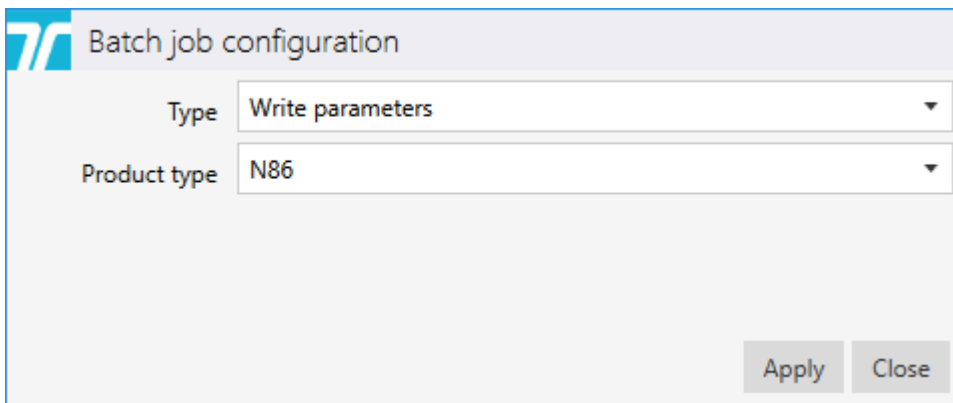 Batch job configuration
Type Write parameters
Product type N86
Apply Close